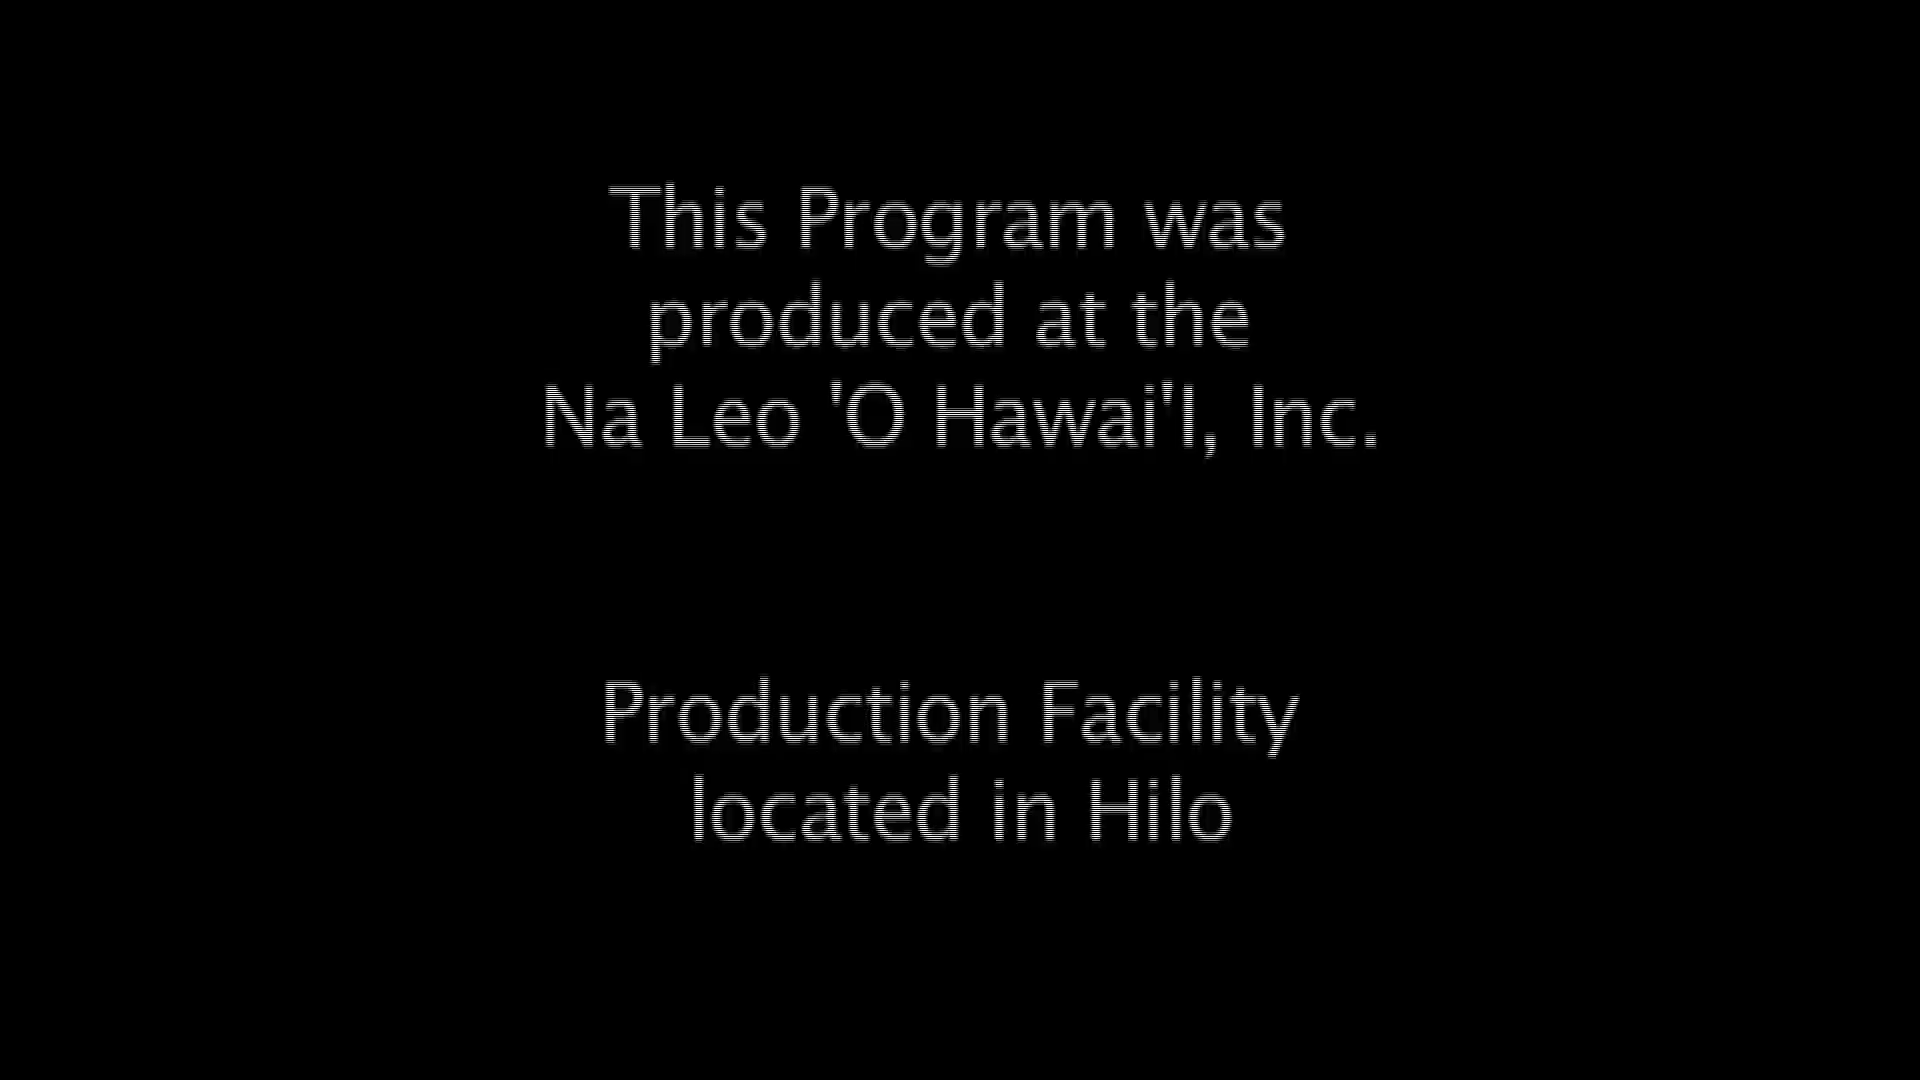 This Program was
produced at the
Na Leo 'O Hawai'I, Inc.
Production Facility
located in Hilo